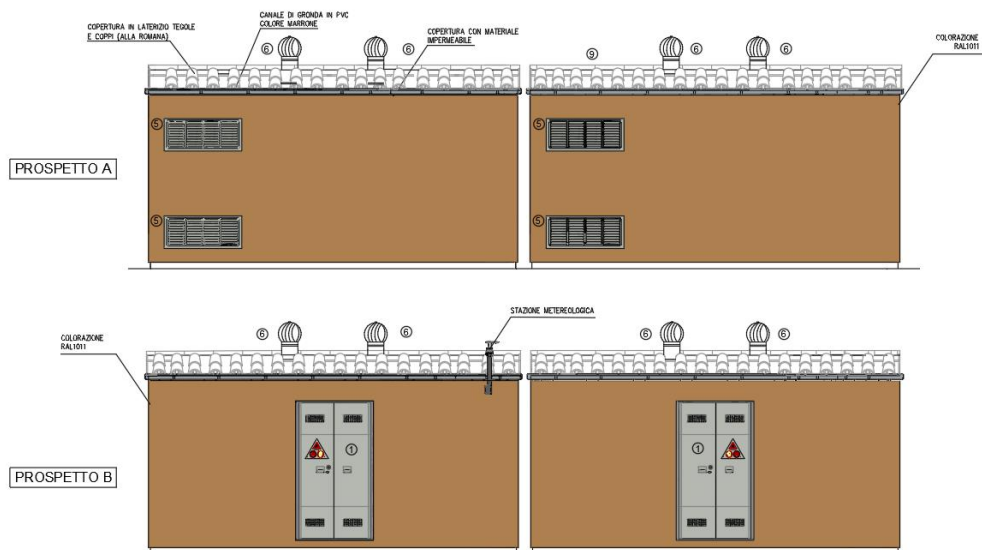 COPERTURA IN LATERIZIO TEGOLE
E COPPI (ALLA ROMANA)
CANALE DI GRONDA IN PVC
COLORE MARRONE
6
6
COPERTURA CON MATERIALE
IMPERMEABILE
9
6
6
COLORAZIONE
RAL1011
5
5
PROSPETTO A
5
5
STAZIONE METEREOLOGICA
COLORAZIONE
RAL1011
6
6
6
6
1
1
PROSPETTO B